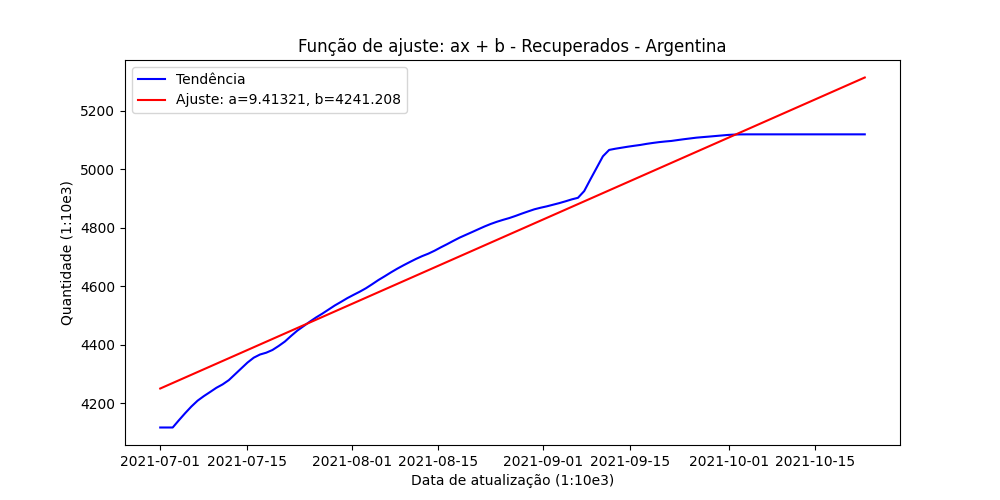 Função de ajuste: ax + b - Recuperados - Argentina
Tendência
Ajuste: a=9.41321, b=4241.208
Quantidade (1:10e3)
5200
5000
4800
4600
4400
4200
2021-07-01 2021-07-15 2021-08-01 2021-08-15 2021-09-01 2021-09-15 2021-10-01 2021-10-15
Data de atualização (1:10e3)